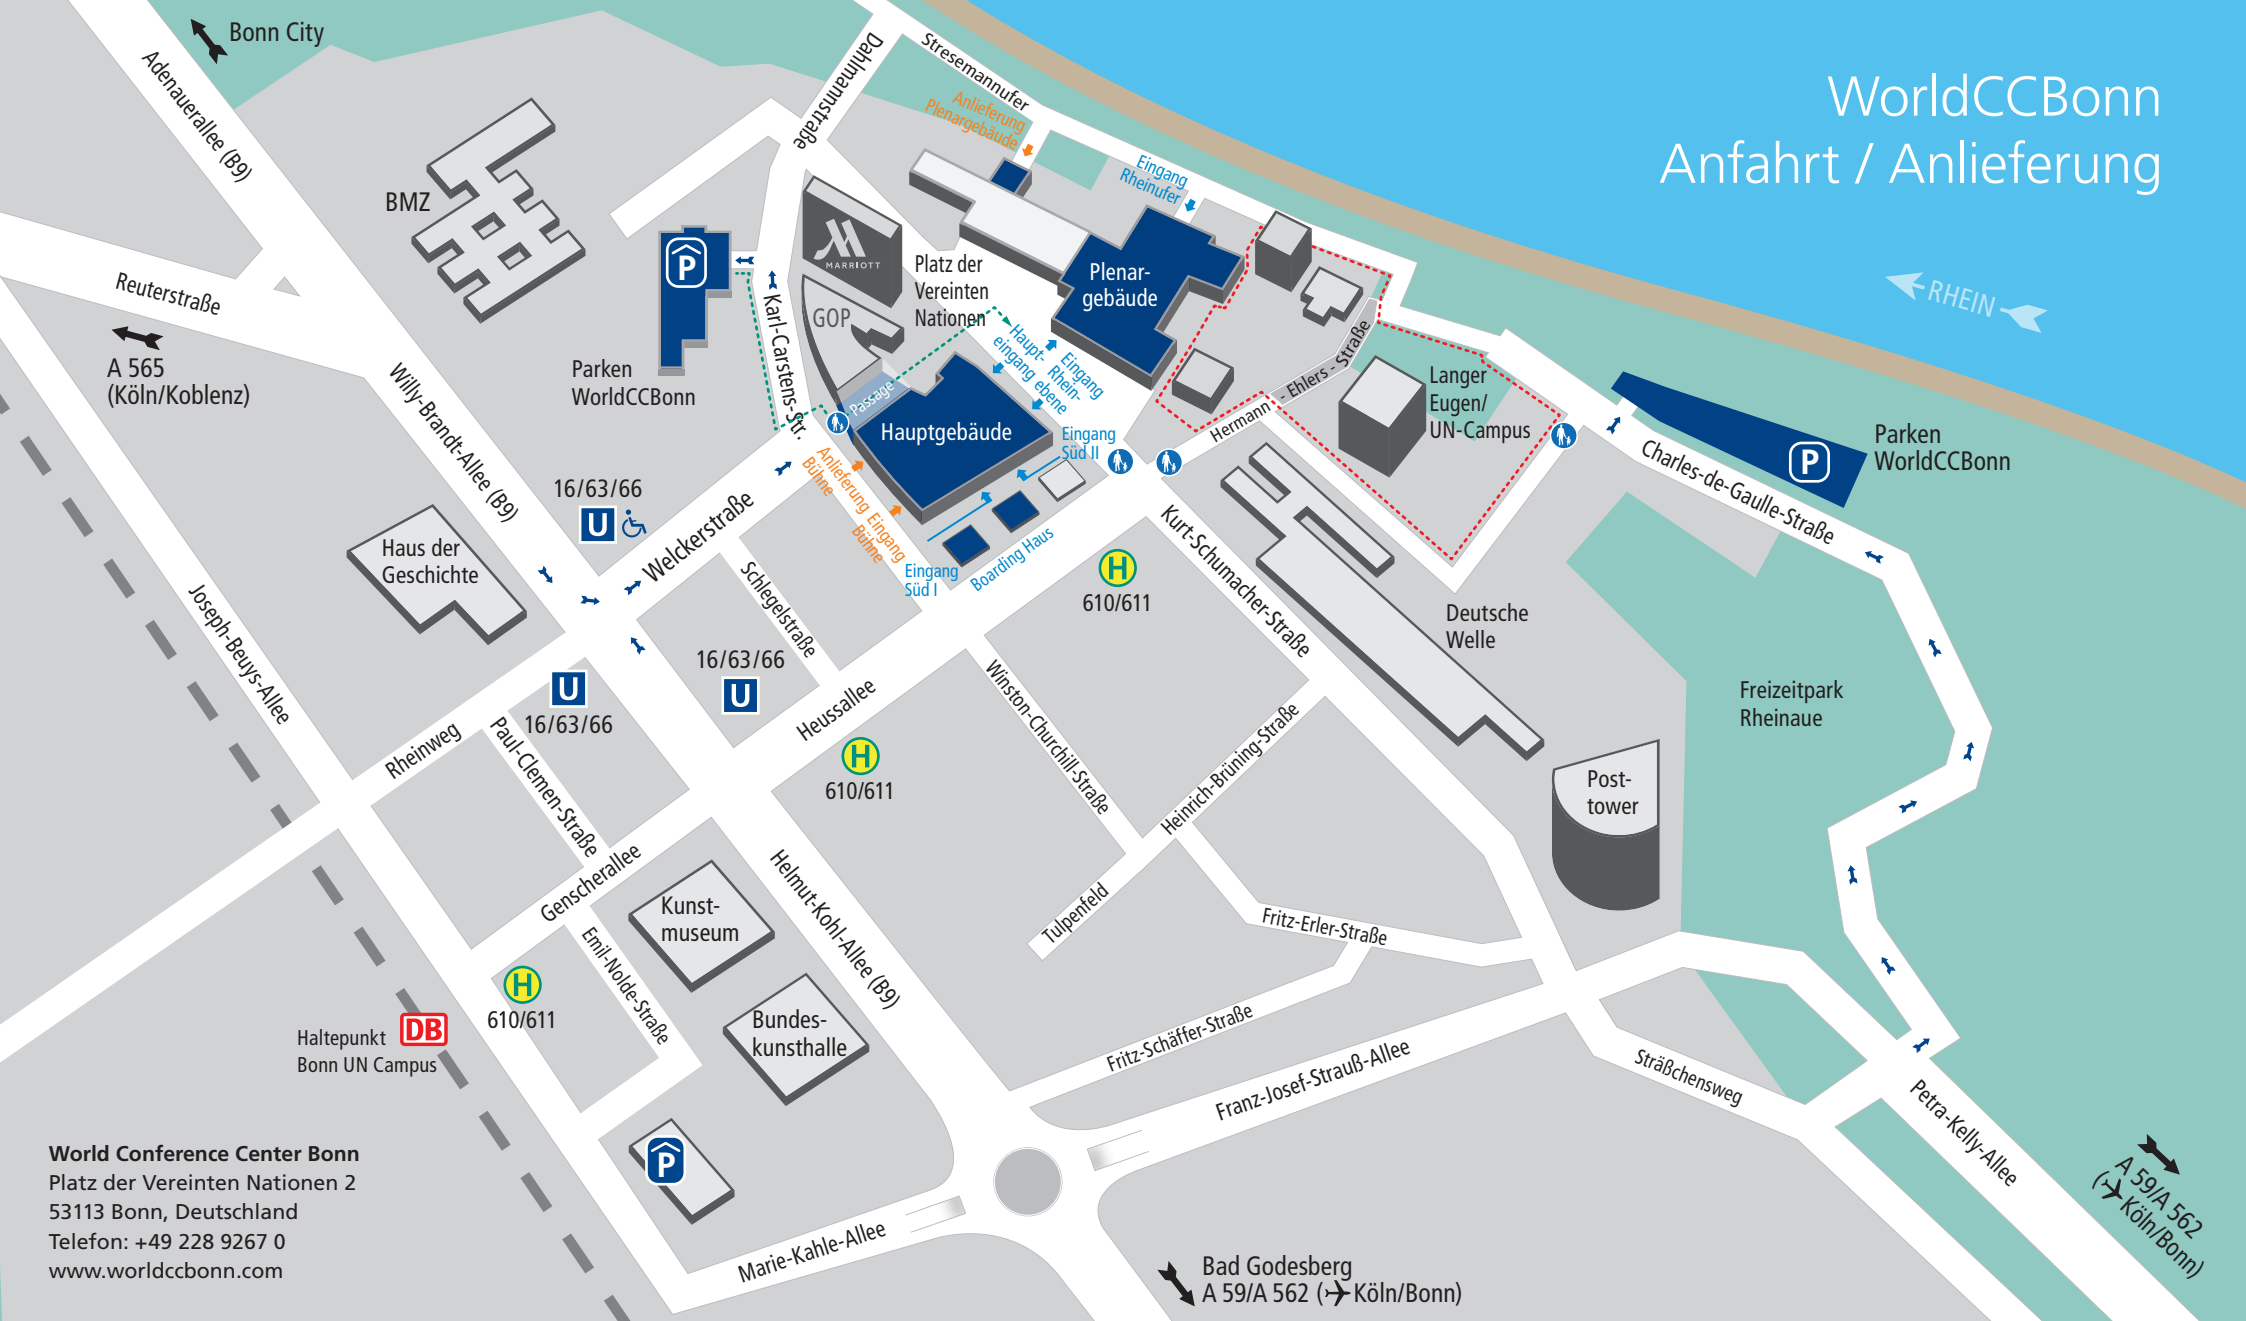 WorldCCBonn
Anfahrt / Anlieferung
Bonn City
Adenauerallee (B9)
Dahlmannstraße
Stresemannufer
Anlieferung
Plenargebäude
Eingang
Rheinufer
BMZ
P
MARRIOTT
GOP
Platz der
Vereinten
Nationen
Plenar-
gebäude
RHEIN
Reuterstraße
A 565
(Köln/Koblenz)
Parken
WorldCCBonn
Karl-Carstens-Str.
Passage
Haupt-
eingang
Eingang
Rhein-
ebene
Hauptgebäude
Eingang
Süd II
Hermann - Ehlers - Straße
Langer
Eugen/
UN-Campus
Parken
WorldCCBonn
P
Charles-de-Gaulle-Straße
Willy-Brandt-Allee (B9)
16/63/66
U
Anlieferung
Bühne
Eingang
Bühne
Eingang
Süd I
Boarding Haus
Welckerstraße
Schlegelstraße
Haus der
Geschichte
H
610/611
Kurt-Schumacher-Straße
Deutsche
Welle
Joseph-Beuys-Allee
16/63/66
U
U
16/63/66
Heussallee
Winston-Churchill-Straße
Heinrich-Brüning-Straße
Freizeitpark
Rheinaue
Rheinweg
Paul-Clemen-Straße
H
610/611
Post-
tower
Genscherallee
Helmut-Kohl-Allee (B9)
Tulpenfeld
Fritz-Erler-Straße
Kunst-
museum
Emil-Nolde-Straße
H
610/611
Haltepunkt
Bonn UN Campus
DB
Bundes-
kunsthalle
Fritz-Schäffer-Straße
Franz-Josef-Strauß-Allee
Sträßchensweg
Petra-Kelly-Allee
P
Marie-Kahle-Allee
A 59/A 562
(Köln/Bonn)
Bad Godesberg
A 59/A 562 (Köln/Bonn)
World Conference Center Bonn
Platz der Vereinten Nationen 2
53113 Bonn, Deutschland
Telefon: +49 228 9267 0
www.worldccbonn.com